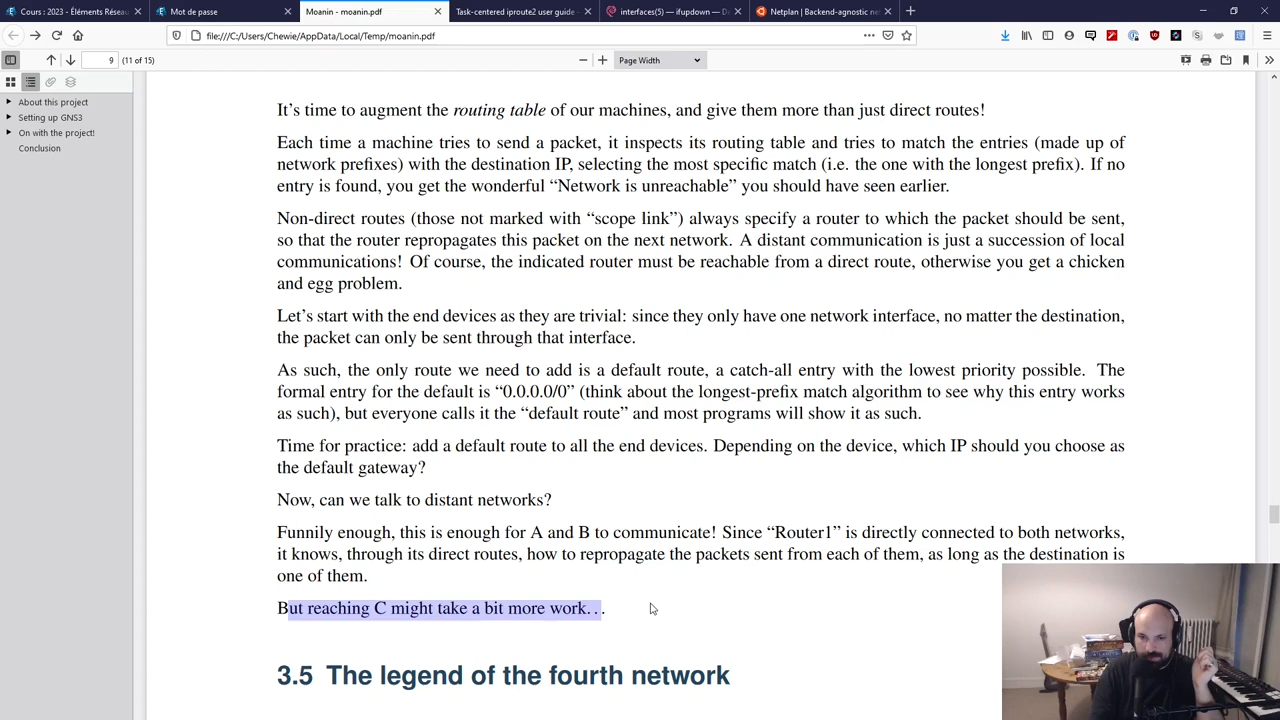 Cours : 2023 - Éléments Réseau
Mot de passe
Moanin - moanin.pdf
Task-centered iproute2 user guide
interfaces(5) — ifupdown — D
Netplan | Backend-agnostic ne
file:///C:/Users/Chewie/AppData/Local/Temp/moanin.pdf
9 (11 of 15)
Page Width
About this project
Setting up GNS3
On with the project!
Conclusion
It’s time to augment the routing table of our machines, and give them more than just direct routes!
Each time a machine tries to send a packet, it inspects its routing table and tries to match the entries (made up of
network prefixes) with the destination IP, selecting the most specific match (i.e. the one with the longest prefix). If no
entry is found, you get the wonderful “Network is unreachable” you should have seen earlier.
Non-direct routes (those not marked with “scope link”) always specify a router to which the packet should be sent,
so that the router repropagates this packet on the next network. A distant communication is just a succession of local
communications! Of course, the indicated router must be reachable from a direct route, otherwise you get a chicken
and egg problem.
Let’s start with the end devices as they are trivial: since they only have one network interface, no matter the destination,
the packet can only be sent through that interface.
As such, the only route we need to add is a default route, a catch-all entry with the lowest priority possible. The
formal entry for the default is “0.0.0.0/0” (think about the longest-prefix match algorithm to see why this entry works
as such), but everyone calls it the “default route” and most programs will show it as such.
Time for practice: add a default route to all the end devices. Depending on the device, which IP should you choose as
the default gateway?
Now, can we talk to distant networks?
Funnily enough, this is enough for A and B to communicate! Since “Router1” is directly connected to both networks,
it knows, through its direct routes, how to repropagate the packets sent from each of them, as long as the destination is
one of them.
But reaching C might take a bit more work. . .
3.5 The legend of the fourth network